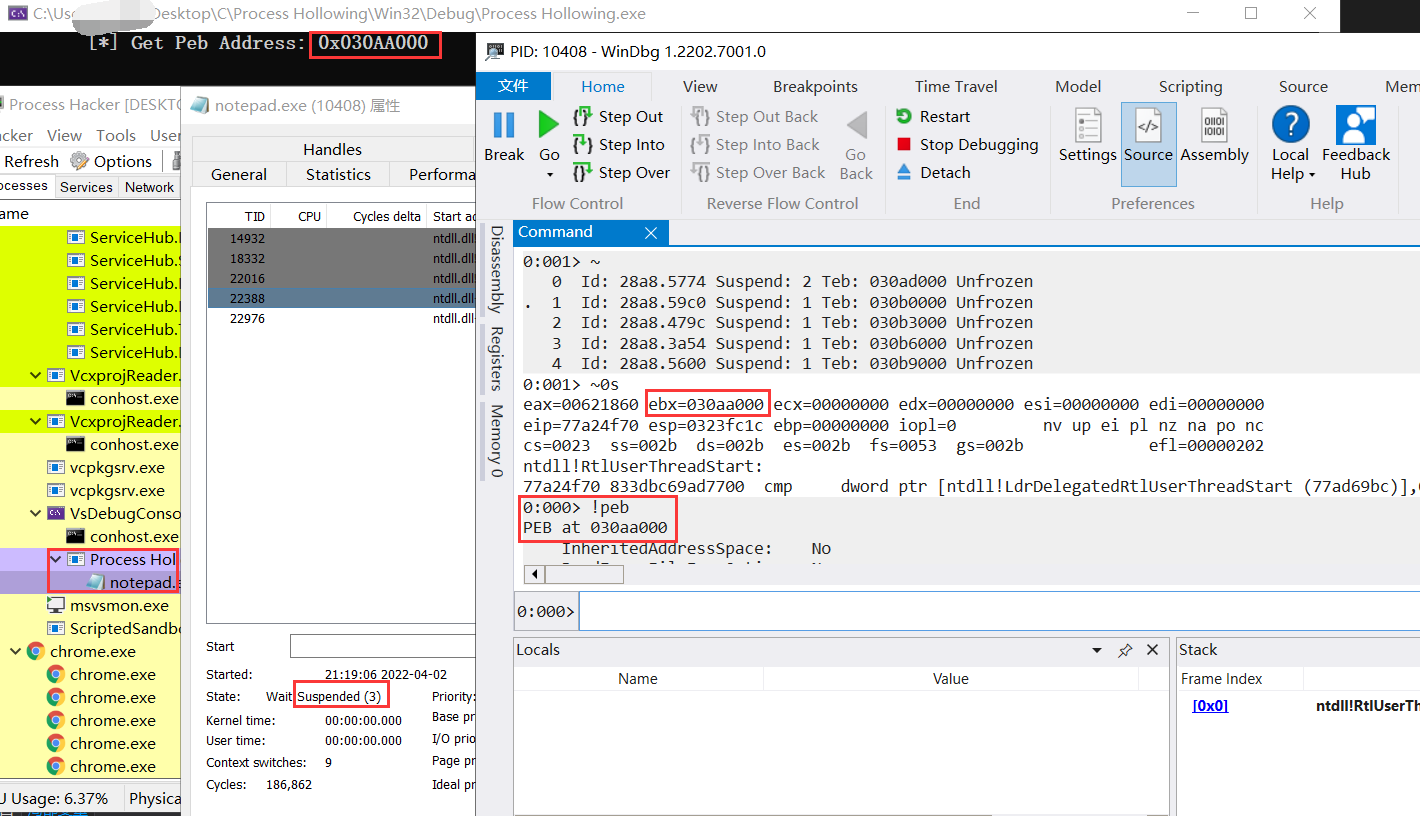 C:\Us
Desktop\C\Process Hollowing\Win32\Debug\Process Hollowing.exe
[*] Get Peb Address: 0x030AA000
Process Hacker [DESKTO
acker View Tools User
Refresh Options
ocesses Services Network
ame
ServiceHub.
ServiceHub.
ServiceHub.
ServiceHub.
ServiceHub.
ServiceHub.
VcxprojReader.
conhost.exe
VcxprojReader.
conhost.exe
vcpkgsrv.exe
vcpkgsrv.exe
VsDebugConso
conhost.exe
Process Hol
notepad.
msvsmon.exe
ScriptedSandbo
chrome.exe
chrome.exe
chrome.exe
chrome.exe
chrome.exe
chrome.exe
U Usage: 6.37% Physica
notepad.exe (10408) 属性
Handles
General Statistics Performa
TID CPU Cycles delta Start ad
14932 ntdll.dll
18332 ntdll.dll
22016 ntdll.dll
22388 ntdll.dll
22976 ntdll.dll
Start
Started: 21:19:06 2022-04-02
State: Wait Suspended (3) Priority:
Kernel time: 00:00:00.000 Base pr
User time: 00:00:00.000 I/O prio
Context switches: 9 Page pr
Cycles: 186,862 Ideal pr
PID: 10408 - WinDbg 1.2202.7001.0
文件 Home View Breakpoints Time Travel Model Scripting Source Mem
Break Go
Step Out
Step Into
Step Over
Flow Control
Step Out Back
Step Into Back
Step Over Back
Go Back
Reverse Flow Control
Restart
Stop Debugging
Detach
End
Settings Source Assembly
Preferences
Local Help
Feedback Hub
Help
Disassembly
Registers
Memory 0
Command
0:001> ~
0 Id: 28a8.5774 Suspend: 2 Teb: 030ad000 Unfrozen
. 1 Id: 28a8.59c0 Suspend: 1 Teb: 030b0000 Unfrozen
2 Id: 28a8.479c Suspend: 1 Teb: 030b3000 Unfrozen
3 Id: 28a8.3a54 Suspend: 1 Teb: 030b6000 Unfrozen
4 Id: 28a8.5600 Suspend: 1 Teb: 030b9000 Unfrozen
0:001> ~0s
eax=00621860 ebx=030aa000 ecx=00000000 edx=00000000 esi=00000000 edi=00000000
eip=77a24f70 esp=0323fc1c ebp=00000000 iopl=0 nv up ei pl nz na po nc
cs=0023 ss=002b ds=002b es=002b fs=0053 gs=002b efl=00000202
ntdll!RtlUserThreadStart:
77a24f70 833dbc69ad7700 cmp dword ptr [ntdll!LdrDelegatedRtlUserThreadStart (77ad69bc)],
0:000> !peb
PEB at 030aa000
InheritedAddressSpace: No
0:000>
Locals
Name Value
Stack
Frame Index
[0x0] ntdll!RtlUserTh